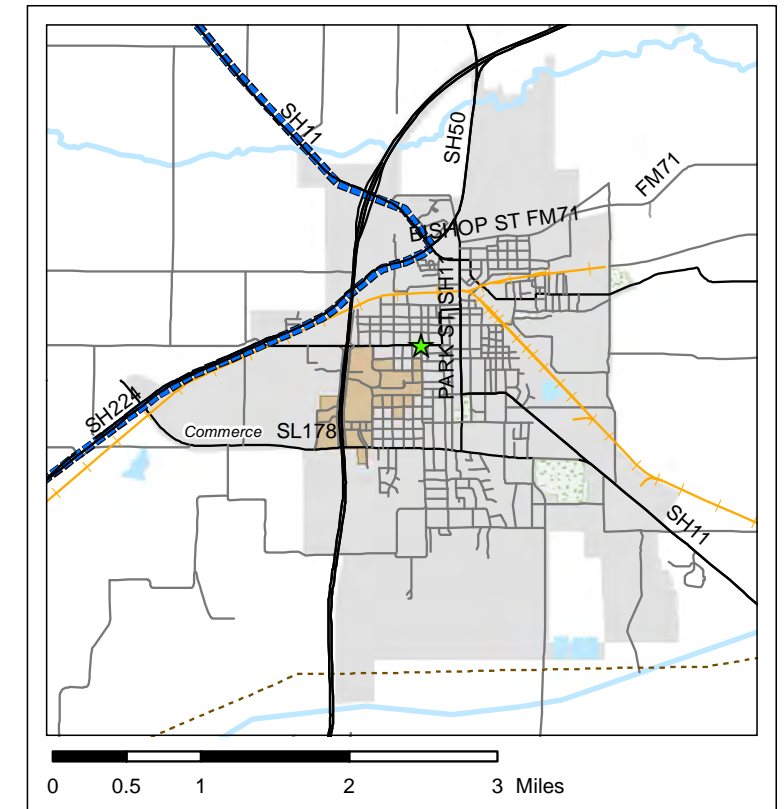 SH11
SH50
FM71
BISHOP ST FM71
PARK ST SH1
SH224
Commerce SL178
SH11
0 0.5 1 2 3 Miles